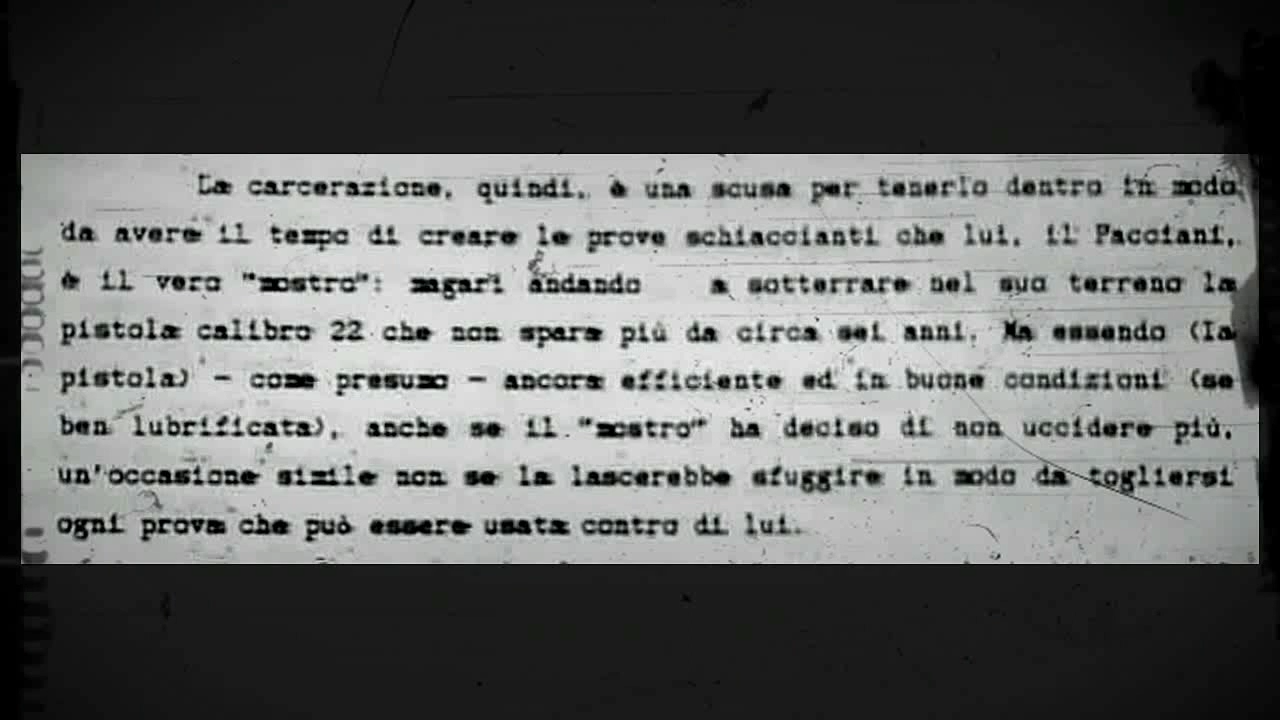 La carcerazione, quindi, è una scusa per tenerlo dentro in modo
da avere il tempo di creare le prove schiaccianti che lui, il Pacciani,
è il vero "mostro": magari andando a sotterrare nel suo terreno la
pistola calibro 22 che non spara più da circa sei anni. Ma essendo (la
pistola) - come presumo - ancora efficiente ed in buone condizioni (se
ben lubrificata), anche se il "mostro" ha deciso di non uccidere più,
un'occasione simile non se la lascerebbe sfuggire in modo da togliersi
ogni prova che può essere usata contro di lui.